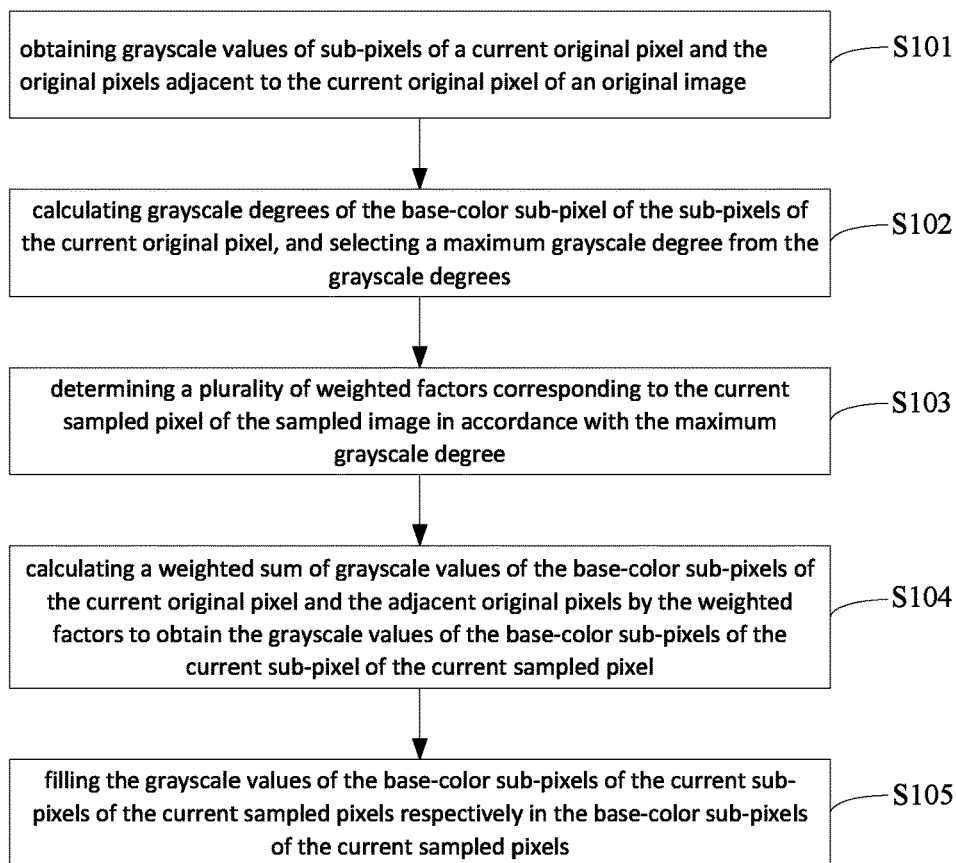 obtaining grayscale values of sub-pixels of a current original pixel and the
original pixels adjacent to the current original pixel of an original image
S101
calculating grayscale degrees of the base-color sub-pixel of the sub-pixels of
the current original pixel, and selecting a maximum grayscale degree from the
grayscale degrees
S102
determining a plurality of weighted factors corresponding to the current
sampled pixel of the sampled image in accordance with the maximum
grayscale degree
S103
calculating a weighted sum of grayscale values of the base-color sub-pixels of
the current original pixel and the adjacent original pixels by the weighted
factors to obtain the grayscale values of the base-color sub-pixels of the
current sub-pixel of the current sampled pixel
S104
filling the grayscale values of the base-color sub-pixels of the current sub-
pixels of the current sampled pixels respectively in the base-color sub-pixels
of the current sampled pixels
S105